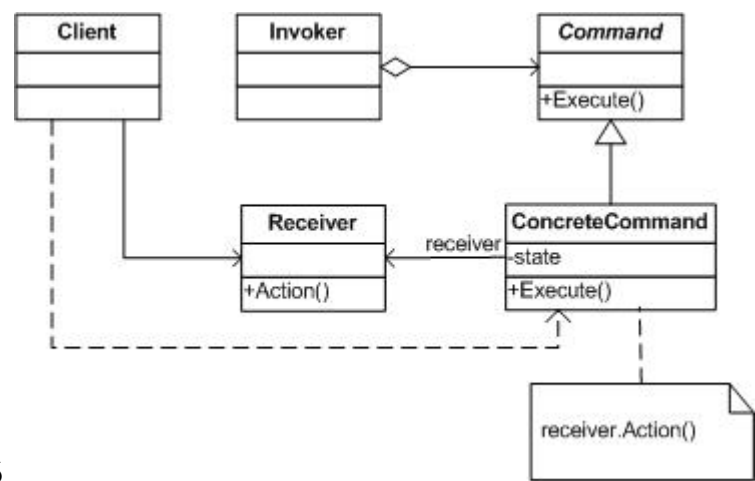 Client
Invoker
Command
+Execute()
Receiver
+Action()
receiver
ConcreteCommand
-state
+Execute()
receiver.Action()